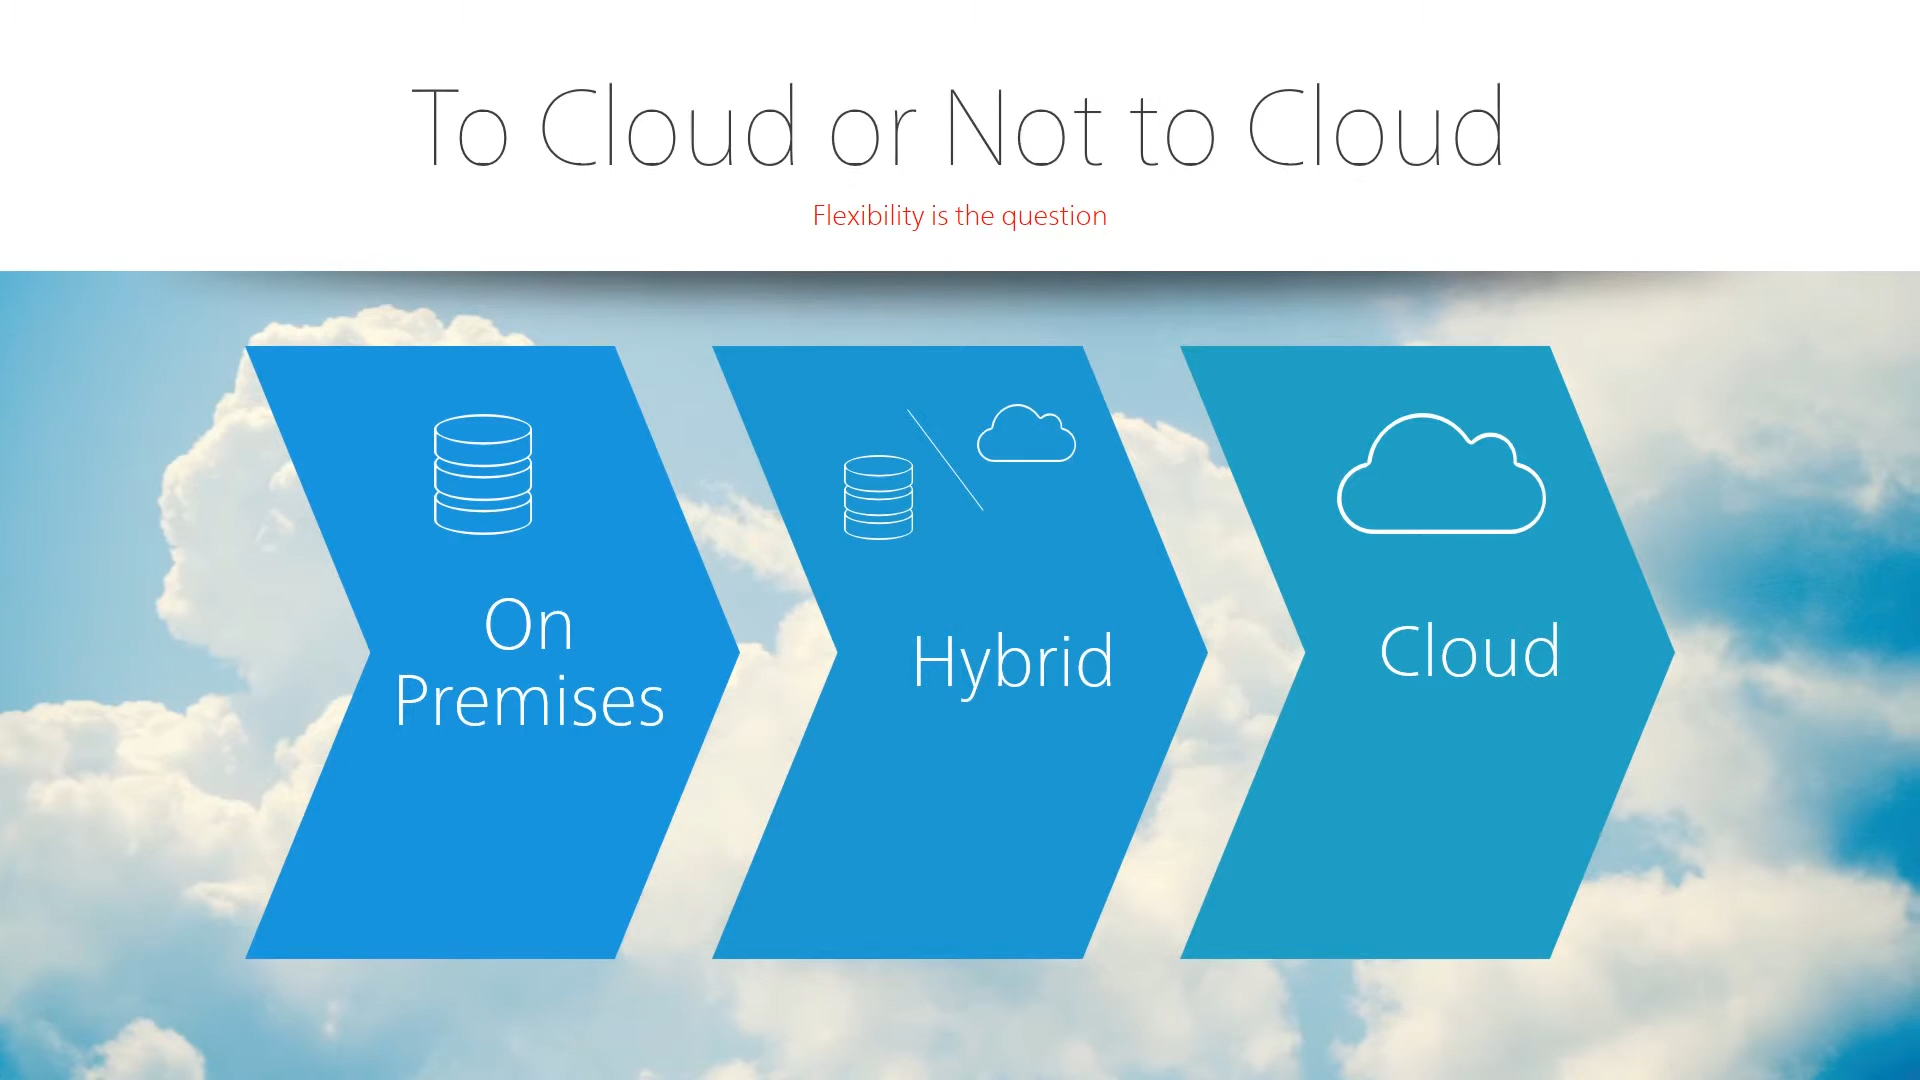 To Cloud or Not to Cloud
Flexibility is the question
On
Premises
Hybrid
Cloud